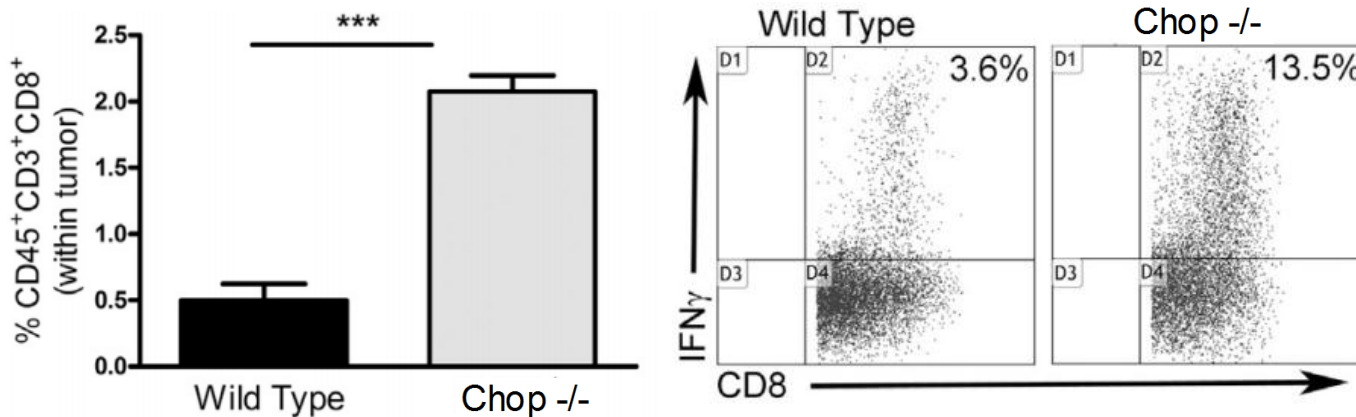 % CD45⁺CD3⁺CD8⁺
(within tumor)
2.5
2.0
1.5
1.0
0.5
0.0
***
Wild Type
Chop -/-
Wild Type
Chop -/-
D1
D2
3.6%
D3
D4
D1
D2
13.5%
D3
D4
IFNγ
CD8